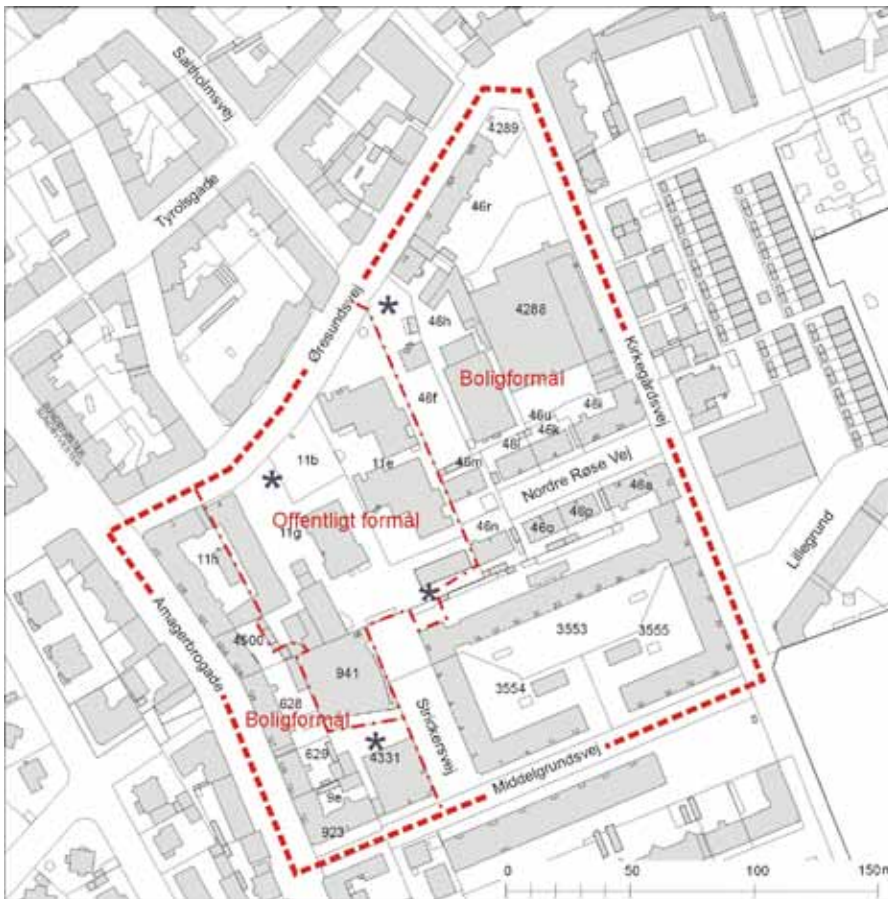 Saltholmsvej
Tyrolsgade
4289
46r
Øresundsvej
46h
4288
Kirkegårdsvej
Boligformål
46f
46u
46i
46k
46l
11b
11e
46m
Nordre Røse Vej
46a
Offentligt formål
11g
46n
46p
46o
11h
Lillegrund
Amagerbrogade
4500
3553
3555
941
3554
628
Boligformål
Strickersvej
629
4331
Middelgrundsvej
9e
923
0
50
100
150m